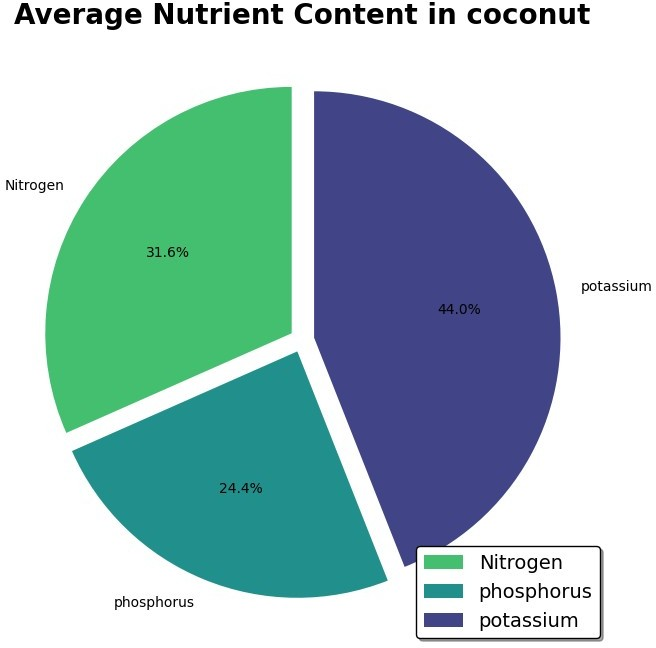 Average Nutrient Content in coconut
Nitrogen
31.6%
potassium
44.0%
24.4%
phosphorus
Nitrogen
phosphorus
potassium